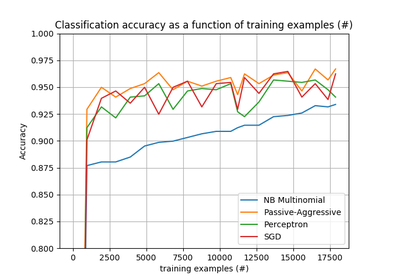 Classification accuracy as a function of training examples (#)
1.000
0.975
0.950
0.925
0.900
0.875
0.850
0.825
0.800
Accuracy
NB Multinomial
Passive-Aggressive
Perceptron
SGD
0 2500 5000 7500 10000 12500 15000 17500
training examples (#)